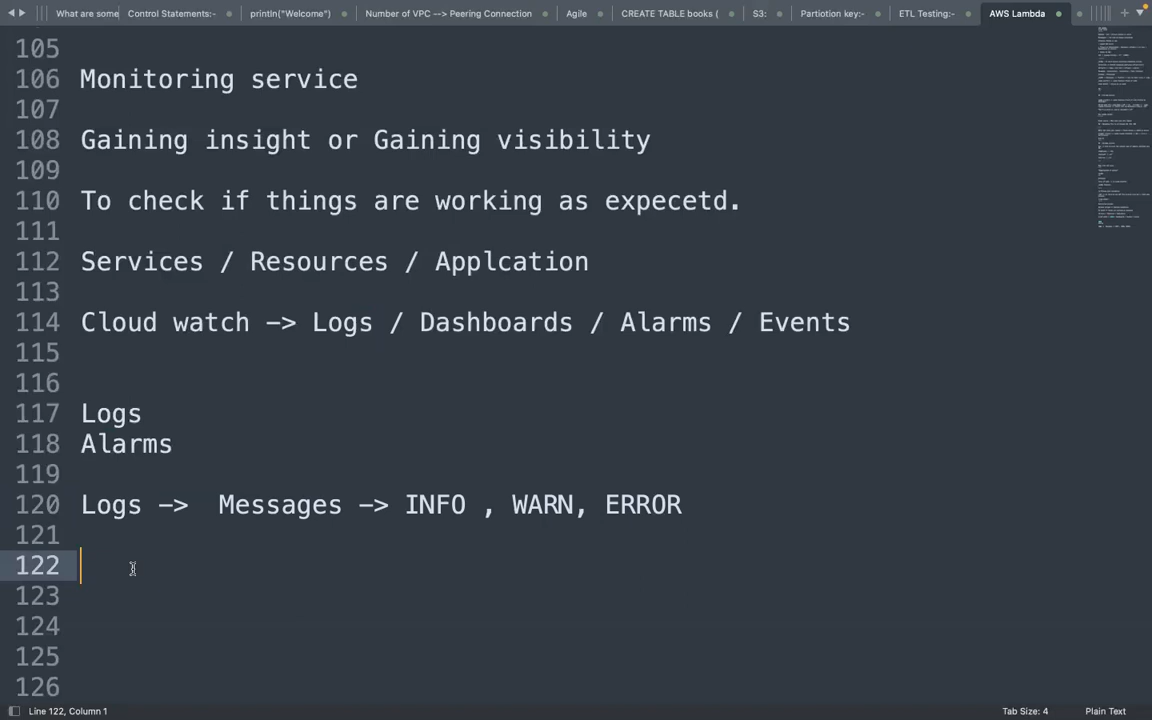 What are some
Control Statements:-
println("Welcome")
Number of VPC --> Peering Connection
Agile
CREATE TABLE books (
S3:
Partiotion key:-
ETL Testing:-
AWS Lambda
105
106 Monitoring service
107
108 Gaining insight or Gaining visibility
109
110 To check if things are working as expecetd.
111
112 Services / Resources / Applcation
113
114 Cloud watch -> Logs / Dashboards / Alarms / Events
115
116
117 Logs
118 Alarms
119
120 Logs -> Messages -> INFO , WARN, ERROR
121
122
123
124
125
126
Line 122, Column 1
Tab Size: 4
Plain Text